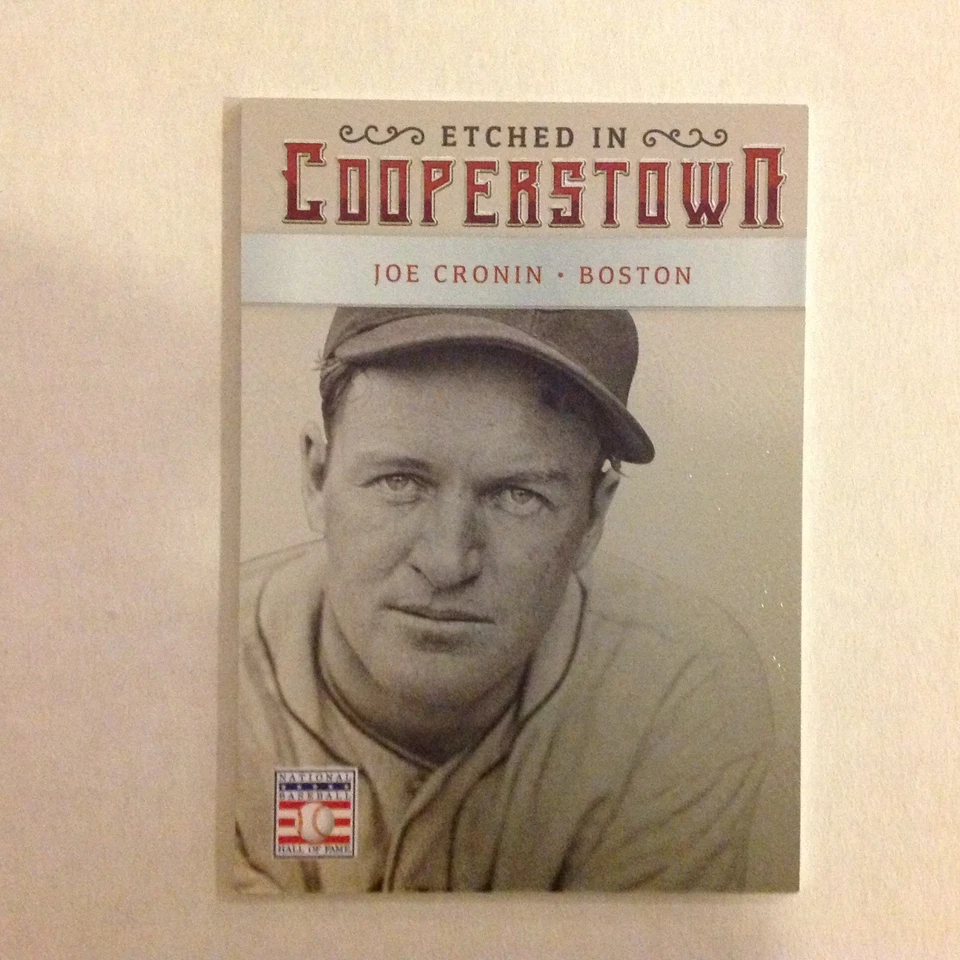 ETCHED IN
COOPERSTOWN
JOE CRONIN · BOSTON
NATIONAL
BASEBALL
HALL OF FAME